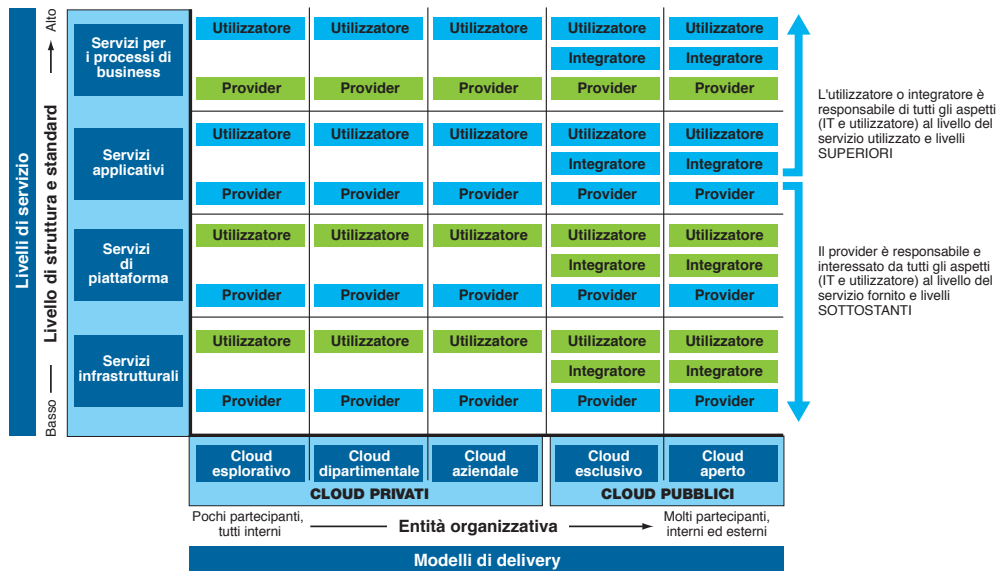 Livelli di servizio
Livello di struttura e standard
Alto
Basso
Servizi per
i processi di
business
Utilizzatore Utilizzatore Utilizzatore Utilizzatore Utilizzatore
Integratore Integratore
Provider Provider Provider Provider Provider
Servizi
applicativi
Utilizzatore Utilizzatore Utilizzatore Utilizzatore Utilizzatore
Integratore Integratore
Provider Provider Provider Provider Provider
Servizi
di
piattaforma
Utilizzatore Utilizzatore Utilizzatore Utilizzatore Utilizzatore
Integratore Integratore
Provider Provider Provider Provider Provider
Servizi
infrastrutturali
Utilizzatore Utilizzatore Utilizzatore Utilizzatore Utilizzatore
Integratore Integratore
Provider Provider Provider Provider Provider
L'utilizzatore o integratore è
responsabile di tutti gli aspetti
(IT e utilizzatore) al livello del
servizio utilizzato e livelli
SUPERIORI
Il provider è responsabile e
interessato da tutti gli aspetti
(IT e utilizzatore) al livello del
servizio fornito e livelli
SOTTOSTANTI
Cloud
esplorativo
Cloud
dipartimentale
Cloud
aziendale
Cloud
esclusivo
Cloud
aperto
CLOUD PRIVATI
CLOUD PUBBLICI
Pochi partecipanti,
tutti interni
Entità organizzativa
Molti partecipanti,
interni ed esterni
Modelli di delivery